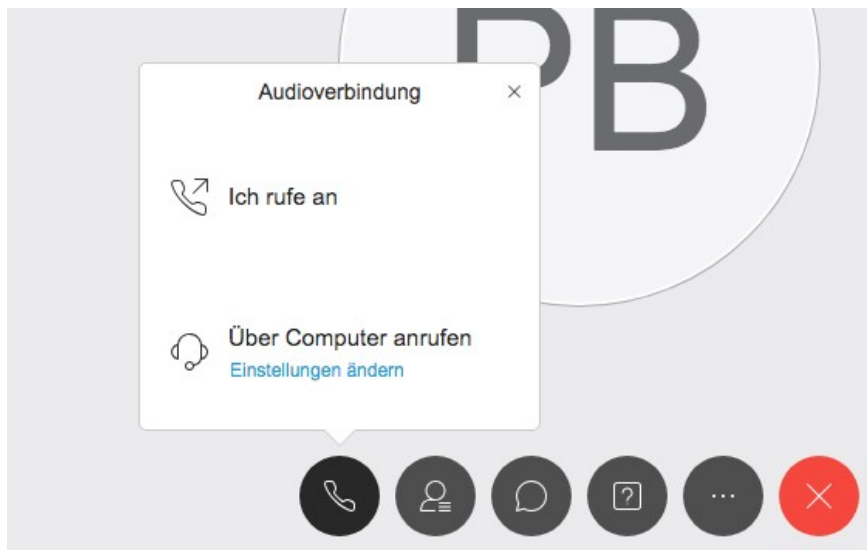 PB
Audioverbindung
Ich rufe an
Über Computer anrufen
Einstellungen ändern
?